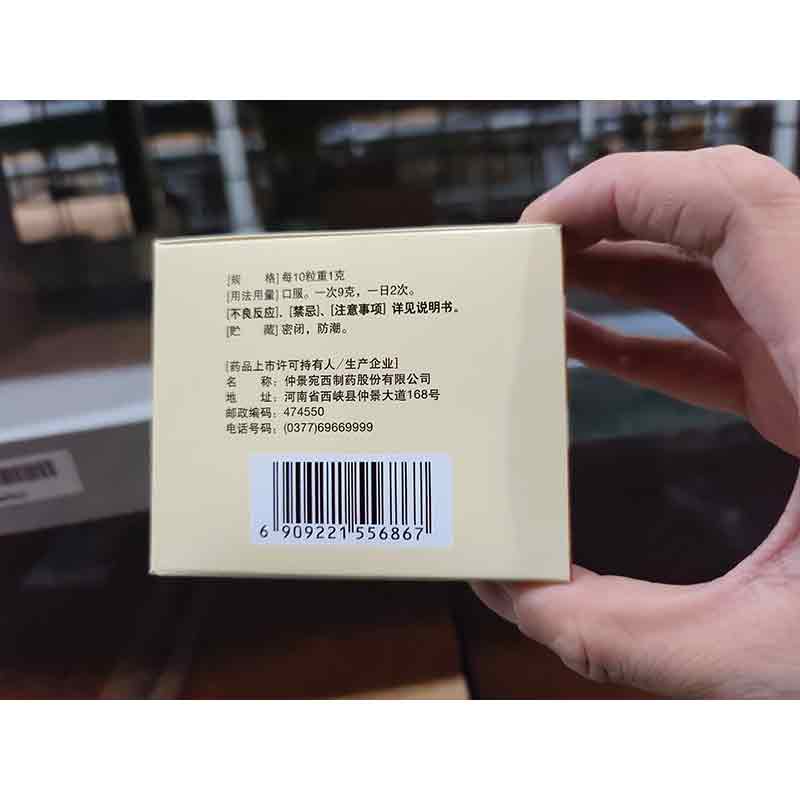 [规 格] 每10粒重1克
[用法用量] 口服。一次9克，一日2次。
[不良反应]、[禁忌]、[注意事项] 详见说明书。
[贮 藏] 密闭，防潮。
[药品上市许可持有人/生产企业]
名 称：仲景宛西制药股份有限公司
地 址：河南省西峡县仲景大道168号
邮政编码：474550
电话号码：(0377)69669999
6 909221 556867